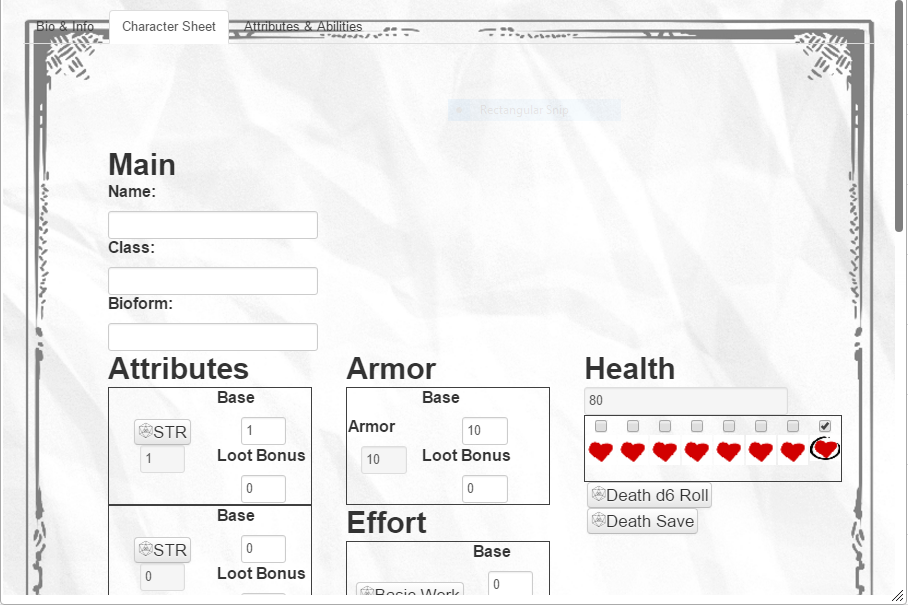 Bio & Info Character Sheet Attributes & Abilities
Rectangular Snip
Main
Name:
Class:
Bioform:
Attributes
Base
STR
1
1
Loot Bonus
0
Base
STR
0
0
Loot Bonus
Armor
Base
Armor
10
10
Loot Bonus
0
Effort
Base
0
Basic Work
Health
80
Death d6 Roll
Death Save